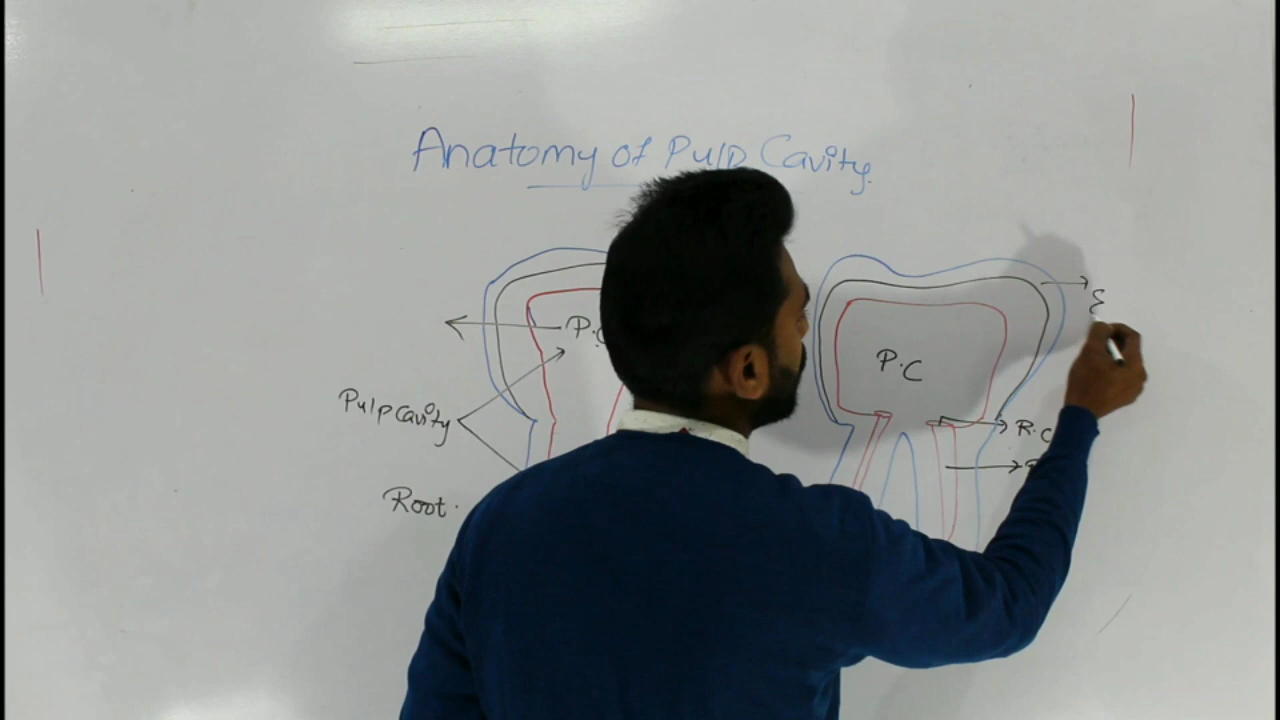 Anatomy of Pulp Cavity.
P.C
P.C
Pulp cavity
R.C
Root.